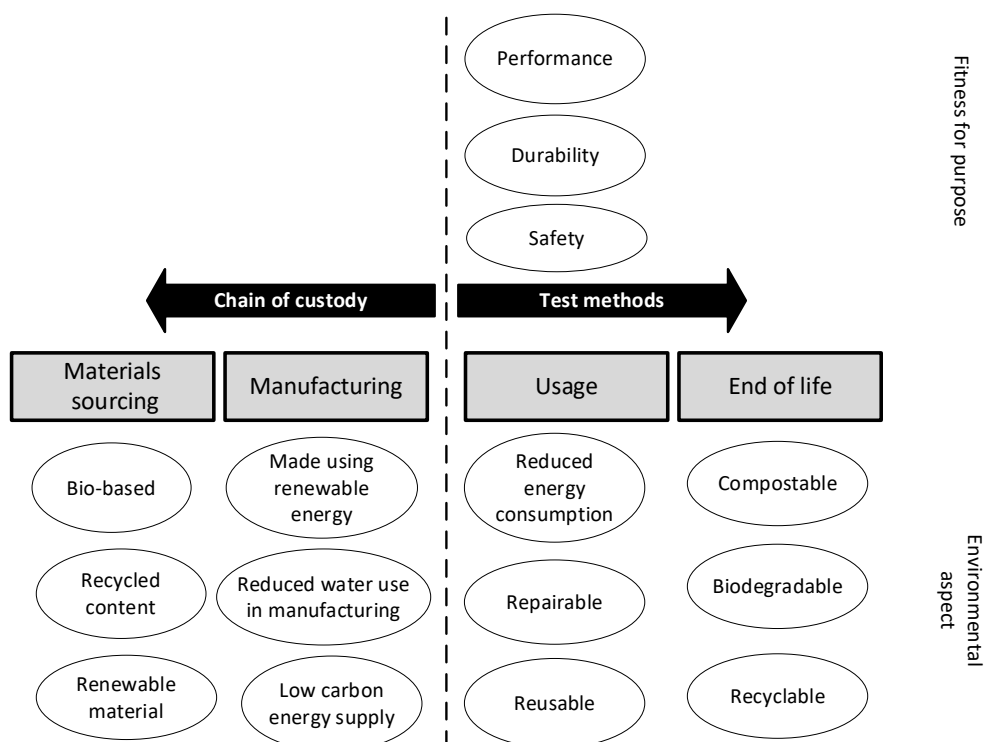 Performance
Durability
Safety
Fitness for purpose
Chain of custody
Test methods
Materials
sourcing
Manufacturing
Usage
End of life
Bio-based
Made using
renewable
energy
Reduced
energy
consumption
Compostable
Recycled
content
Reduced water use
in manufacturing
Repairable
Biodegradable
Environmental
aspect
Renewable
material
Low carbon
energy supply
Reusable
Recyclable